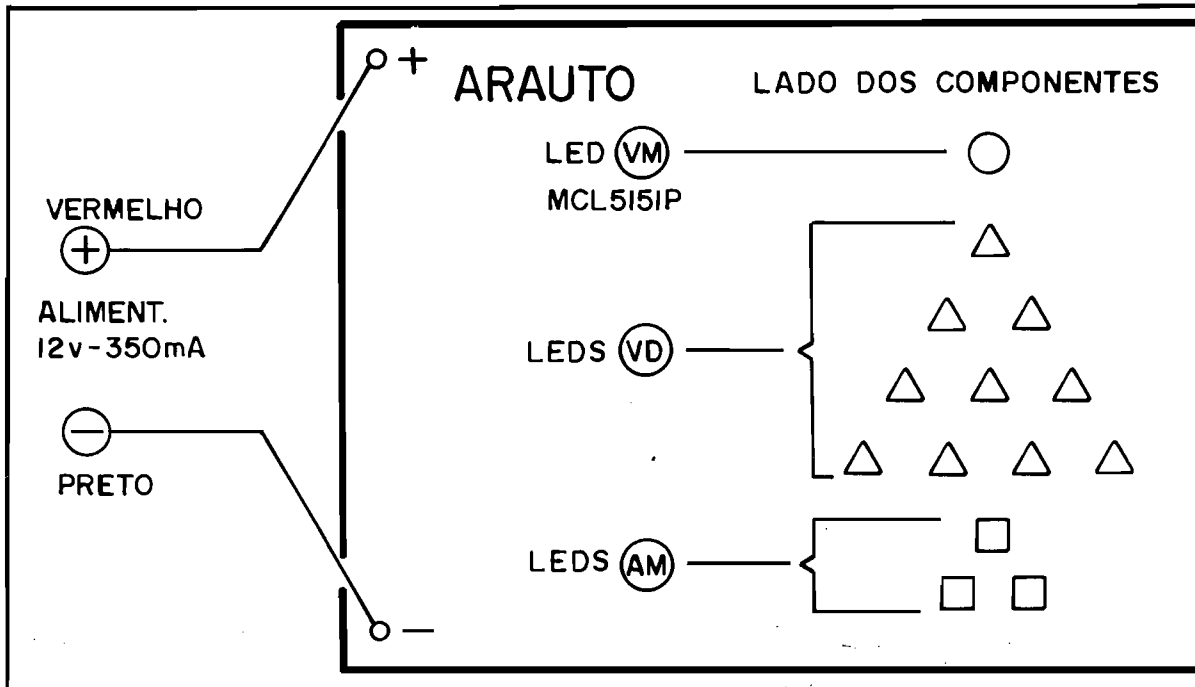 +
ARAUTO
LADO DOS COMPONENTES
LED VM
MCL5151P
VERMELHO
+
ALIMENT.
12v-350mA
LEDS VD
−
PRETO
LEDS AM
−